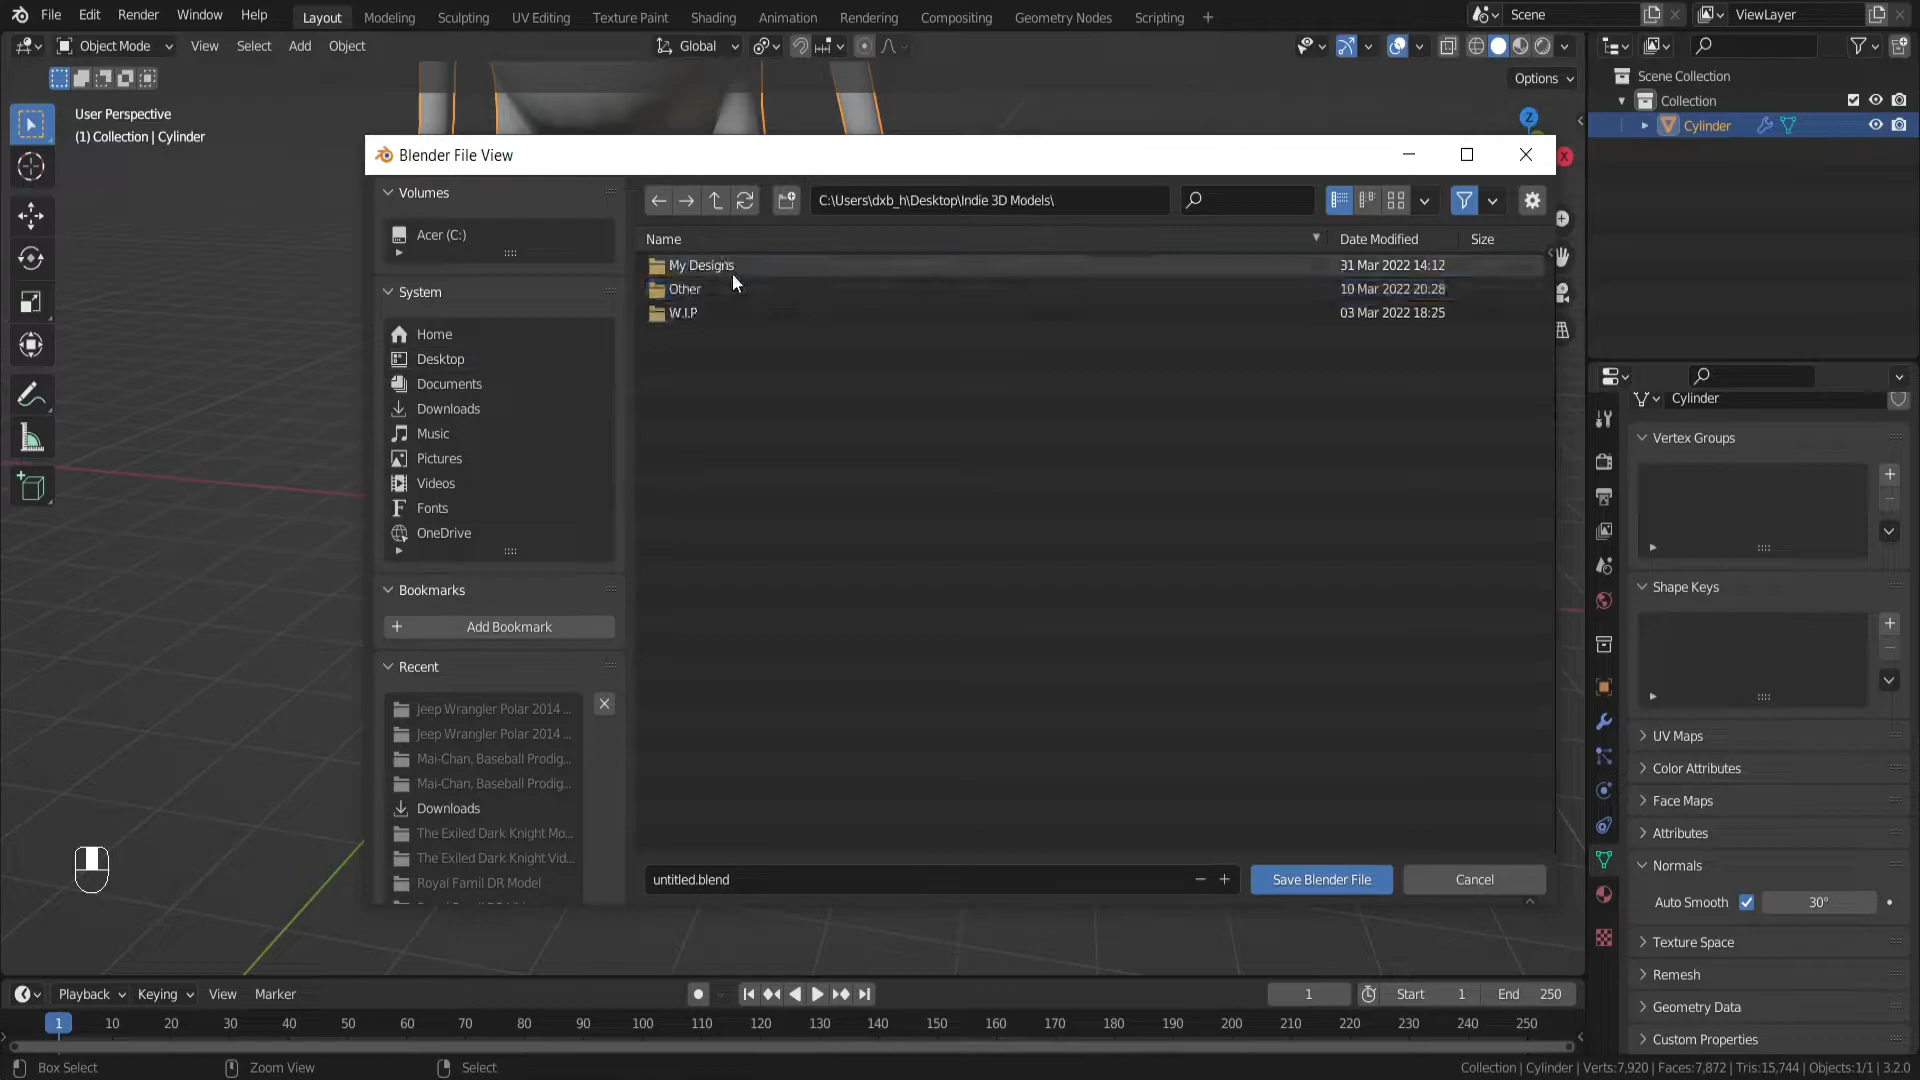 File Edit Render Window Help Layout Modeling Sculpting UV Editing Texture Paint Shading Animation Rendering Compositing Geometry Nodes Scripting + Scene ViewLayer
Object Mode View Select Add Object Global
Options
User Perspective
(1) Collection | Cylinder
Z
X
Scene Collection
Collection
Cylinder
Blender File View
Volumes
Acer (C:)
System
Home
Desktop
Documents
Downloads
Music
Pictures
Videos
Fonts
OneDrive
Bookmarks
Add Bookmark
Recent
Jeep Wrangler Polar 2014 ...
Jeep Wrangler Polar 2014 ...
Mai-Chan, Baseball Prodig...
Mai-Chan, Baseball Prodig...
Downloads
The Exiled Dark Knight Mo...
The Exiled Dark Knight Vid...
Royal Famil DR Model
C:\Users\dxb_h\Desktop\Indie 3D Models\
Name Date Modified Size
My Designs 31 Mar 2022 14:12
Other 10 Mar 2022 20:28
W.I.P 03 Mar 2022 18:25
untitled.blend Save Blender File Cancel
Cylinder
Vertex Groups
Shape Keys
UV Maps
Color Attributes
Face Maps
Attributes
Normals
Auto Smooth 30°
Texture Space
Remesh
Geometry Data
Custom Properties
Playback Keying View Marker 1 Start 1 End 250
1 10 20 30 40 50 60 70 80 90 100 110 120 130 140 150 160 170 180 190 200 210 220 230 240 250
Box Select Zoom View Select Collection | Cylinder | Verts:7,920 | Faces:7,872 | Tris:15,744 | Objects:1/1 | 3.2.0